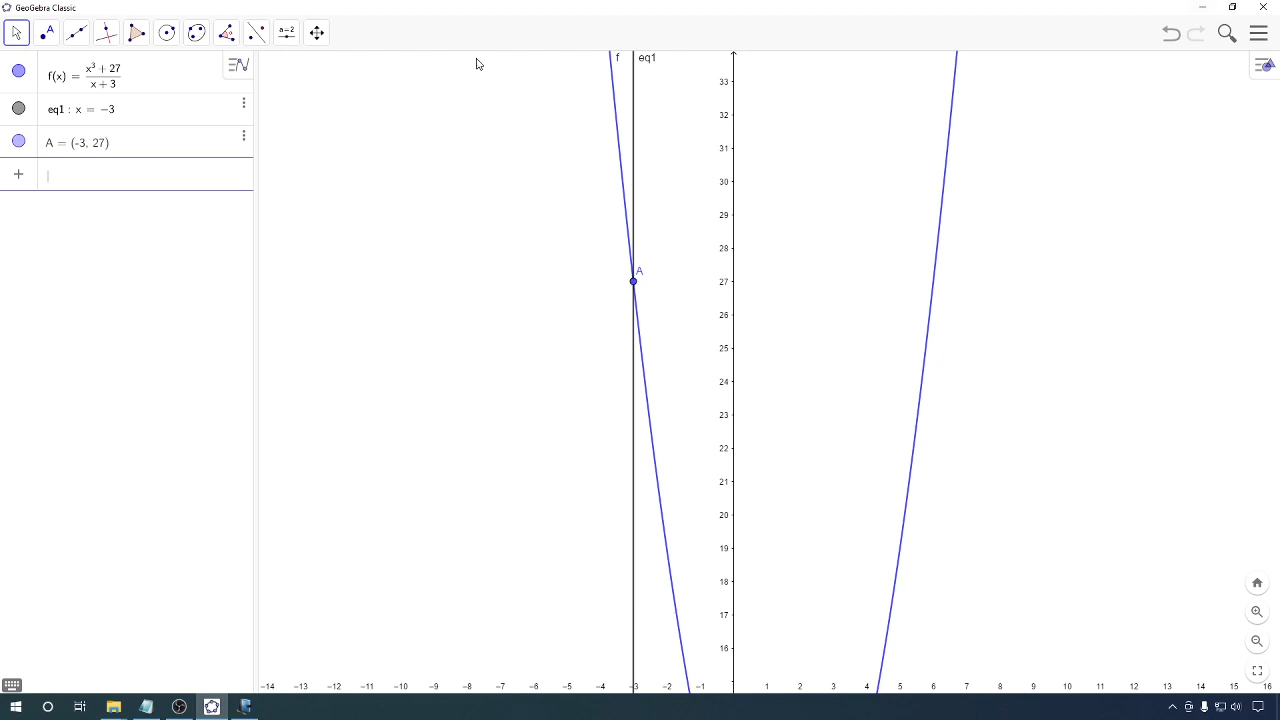 GeoGebra Classic
a=2
f(x) = x³ + 27 / x + 3
eq1 : x = −3
A = (-3, 27)
f
eq1
A
33
32
31
30
29
28
27
26
25
24
23
22
21
20
19
18
17
16
−14 −13 −12 −11 −10 −9 −8 −7 −6 −5 −4 −3 −2 −1 1 2 3 4 5 6 7 8 9 10 11 12 13 14 15 16